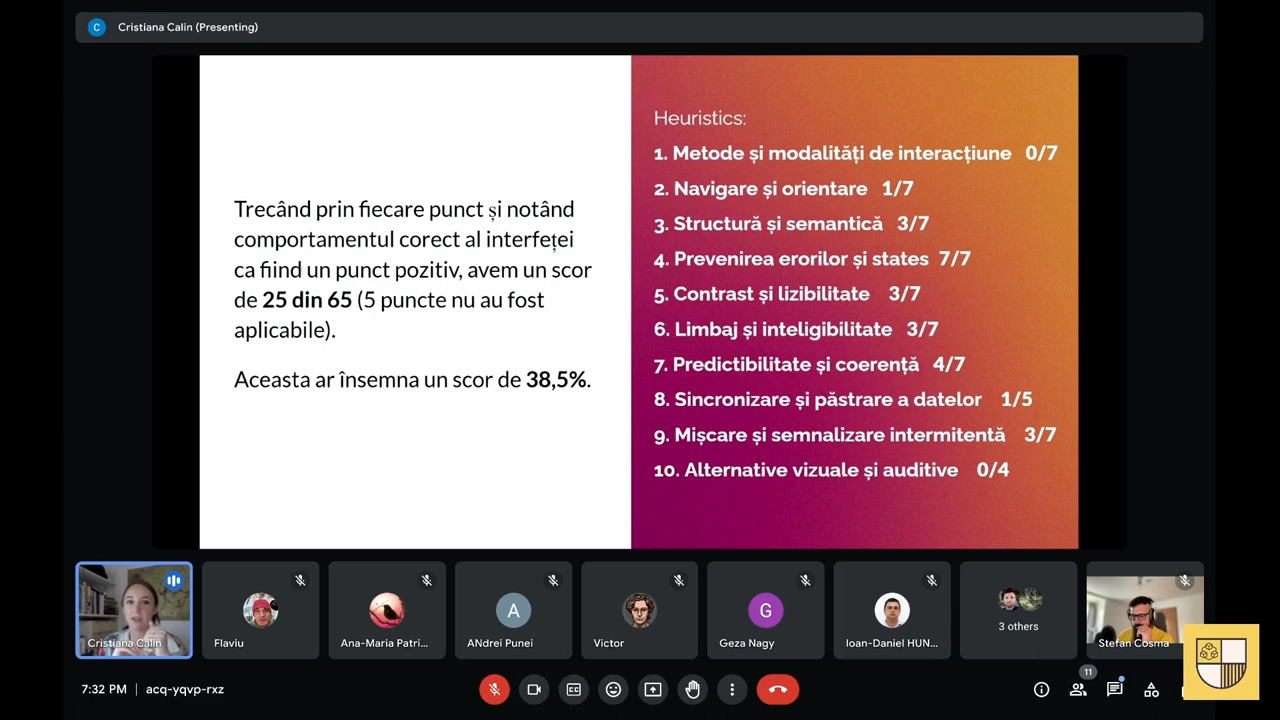 C Cristiana Calin (Presenting)
Trecând prin fiecare punct și notând
comportamentul corect al interfeței
ca fiind un punct pozitiv, avem un scor
de 25 din 65 (5 puncte nu au fost
aplicabile).
Aceasta ar însemna un scor de 38,5%.
Heuristics:
1. Metode și modalități de interacțiune 0/7
2. Navigare și orientare 1/7
3. Structură și semantică 3/7
4. Prevenirea erorilor și states 7/7
5. Contrast și lizibilitate 3/7
6. Limbaj și inteligibilitate 3/7
7. Predictibilitate și coerență 4/7
8. Sincronizare și păstrare a datelor 1/5
9. Mișcare și semnalizare intermitentă 3/7
10. Alternative vizuale și auditive 0/4
A
G
3 others
Cristiana Calin
Flaviu
Ana-Maria Patri...
ANdrei Punei
Victor
Geza Nagy
Ioan-Daniel HUN...
Stefan Cosma
7:32 PM | acq-yqvp-rxz
11